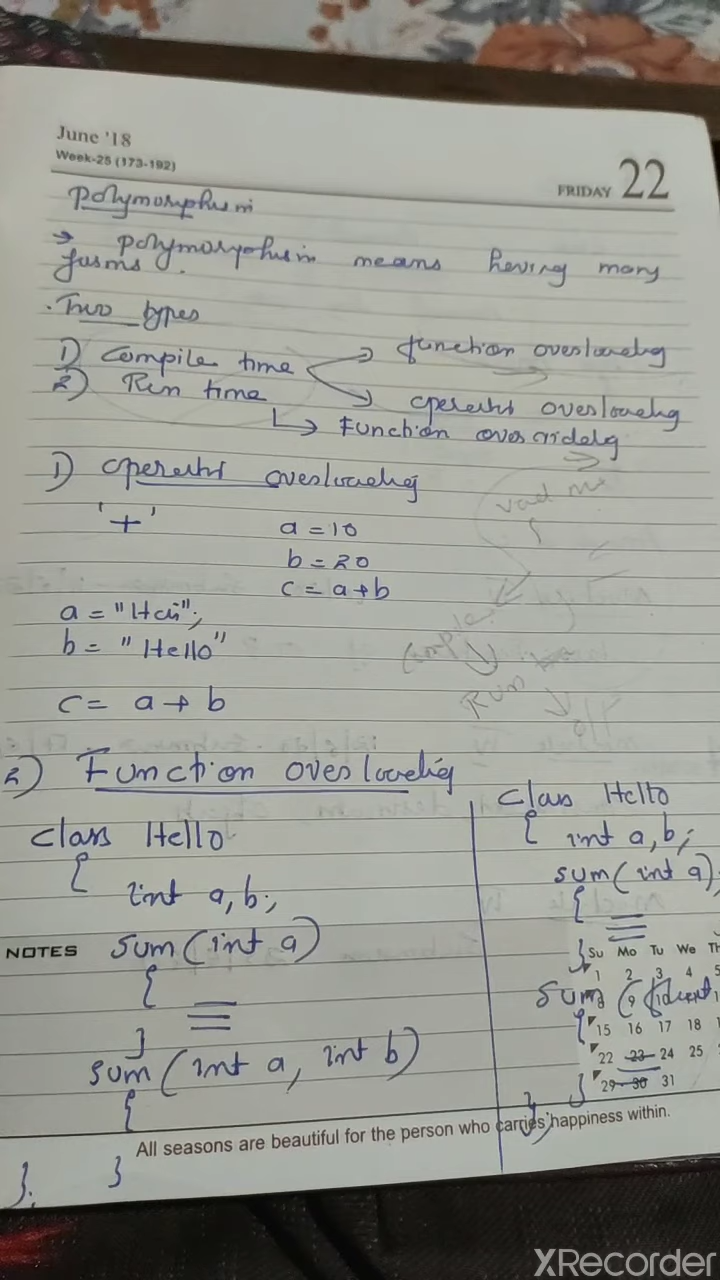 June '18
Week-25 (173-192)
FRIDAY 22
polymorphism
→ polymorphism means having many
forms.
Two types
1) Compile time → function overloading
→ operator overloading
2) Run time
↳ Function overriding
1) operator overloading
'+'
a = 10
b = 20
c = a + b
a = "Hai";
b = "Hello"
c = a + b
2) Function overloading
class Hello
{
int a, b;
sum(int a)
{
}
sum(int a, int b)
{
}
};
class Hello
{ int a, b;
sum(int a)
{
}
sum(
{
}
NOTES
Su Mo Tu We
1 2 3 4 5
15 16 17 18
22 23 24 25
29 30 31
All seasons are beautiful for the person who carries happiness within.
XRecorder